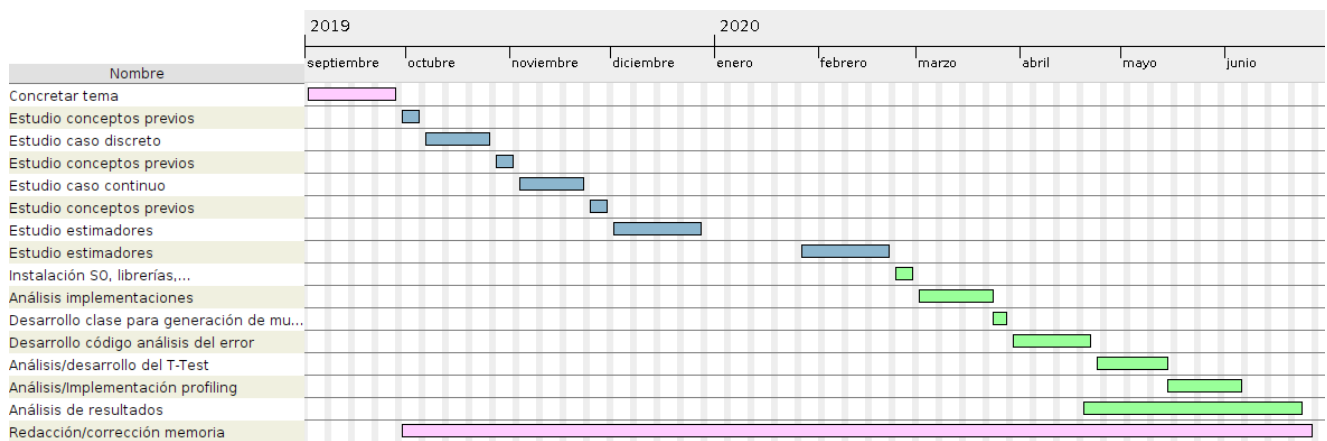 2019 2020
septiembre octubre noviembre diciembre enero febrero marzo abril mayo junio
Nombre
Concretar tema
Estudio conceptos previos
Estudio caso discreto
Estudio conceptos previos
Estudio caso continuo
Estudio conceptos previos
Estudio estimadores
Estudio estimadores
Instalación SO, librerías,...
Análisis implementaciones
Desarrollo clase para generación de mu...
Desarrollo código análisis del error
Análisis/desarrollo del T-Test
Análisis/Implementación profiling
Análisis de resultados
Redacción/corrección memoria